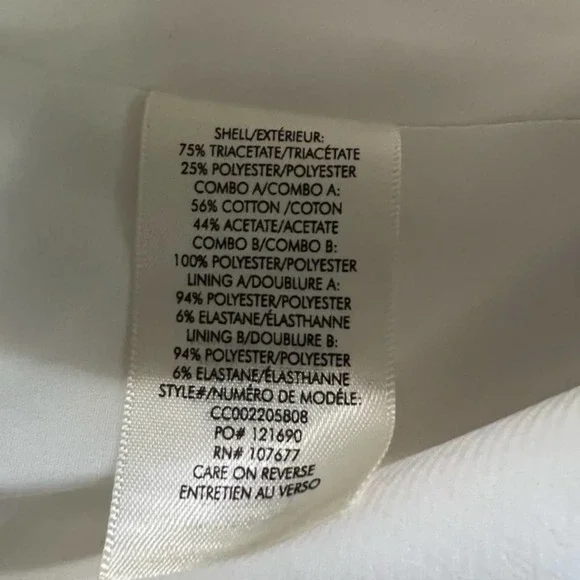 SHELL/EXTÉRIEUR:
75% TRIACETATE/TRIACÉTATE
25% POLYESTER/POLYESTER
COMBO A/COMBO A:
56% COTTON /COTON
44% ACETATE/ACETATE
COMBO B/COMBO B:
100% POLYESTER/POLYESTER
LINING A/DOUBLURE A:
94% POLYESTER/POLYESTER
6% ELASTANE/ÉLASTHANNE
LINING B/DOUBLURE B:
94% POLYESTER/POLYESTER
6% ELASTANE/ÉLASTHANNE
STYLE#/NUMÉRO DE MODÉLE:
CC002205808
PO# 121690
RN# 107677
CARE ON REVERSE
ENTRETIEN AU VERSO